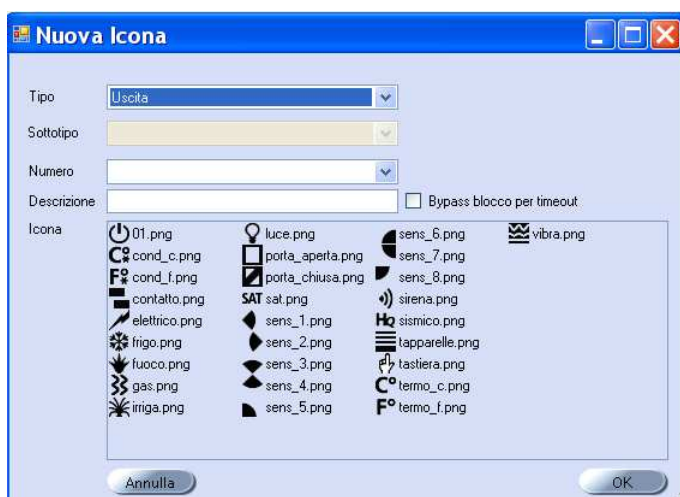 Nuova Icona
Tipo Uscita
Sottotipo
Numero
Descrizione Bypass blocco per timeout
Icona
01.png luce.png sens_6.png vibra.png
cond_c.png porta_aperta.png sens_7.png
cond_f.png porta_chiusa.png sens_8.png
contatto.png SAT sat.png sirena.png
elettrico.png sens_1.png HQ sismico.png
frigo.png sens_2.png tapparelle.png
fuoco.png sens_3.png tastiera.png
gas.png sens_4.png C° termo_c.png
irriga.png sens_5.png F° termo_f.png
Annulla OK